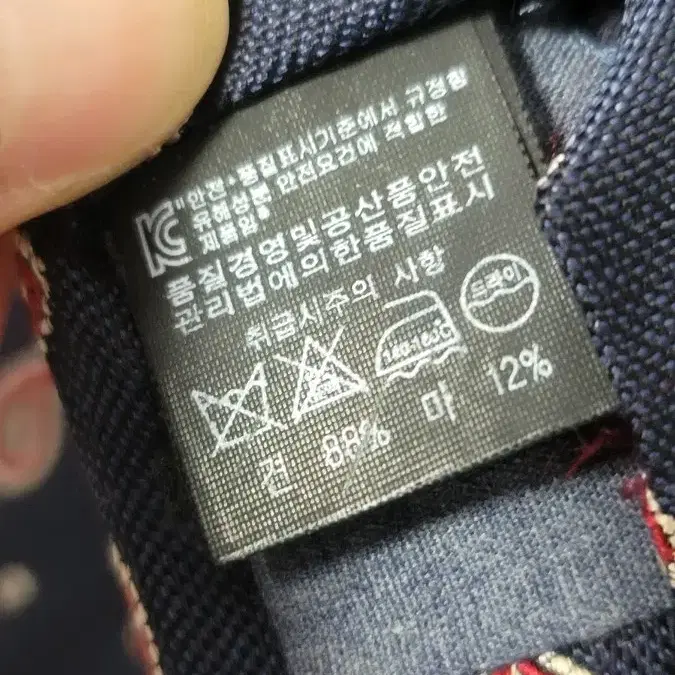 KC "안전·품질표시기준에서 규정한
유해성분 안전요건에 적합한
제품임"
품질경영및공산품안전
관리법에의한품질표시
취급시주의 사항
140-160℃
드라이
견 88% 마 12%